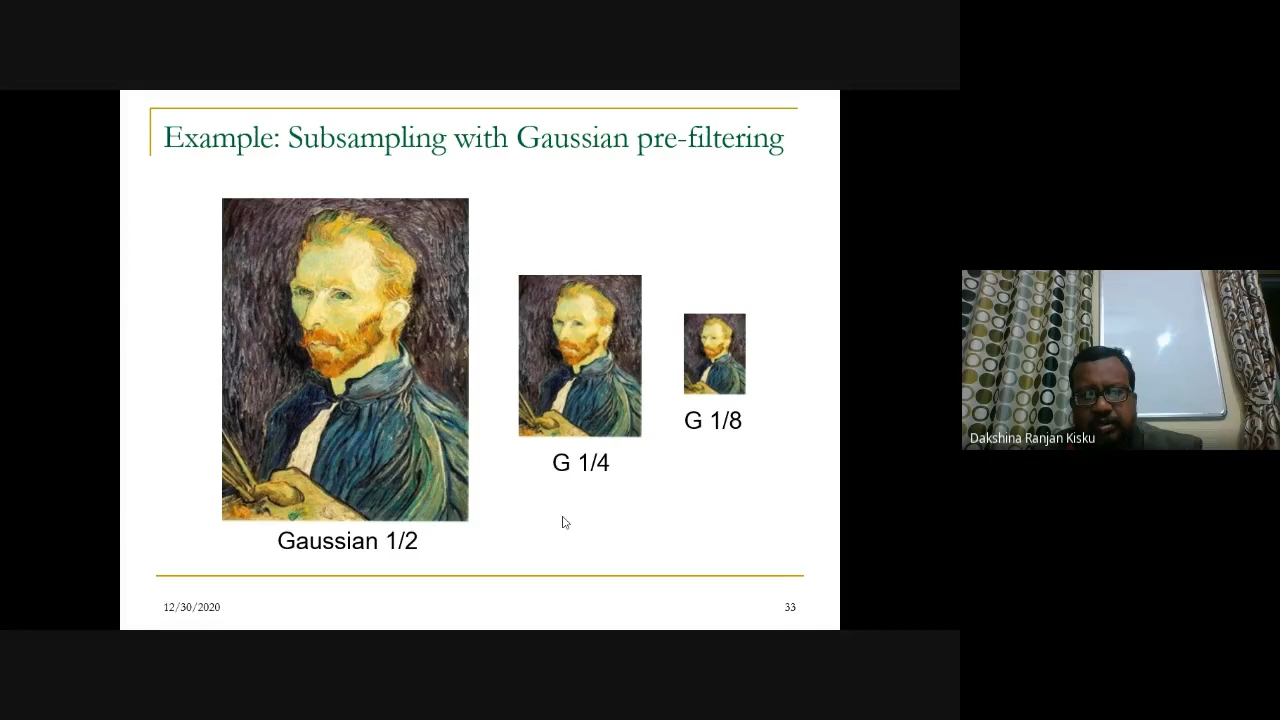 Example: Subsampling with Gaussian pre-filtering
G 1/8
G 1/4
Gaussian 1/2
12/30/2020
33
Dakshina Ranjan Kisku